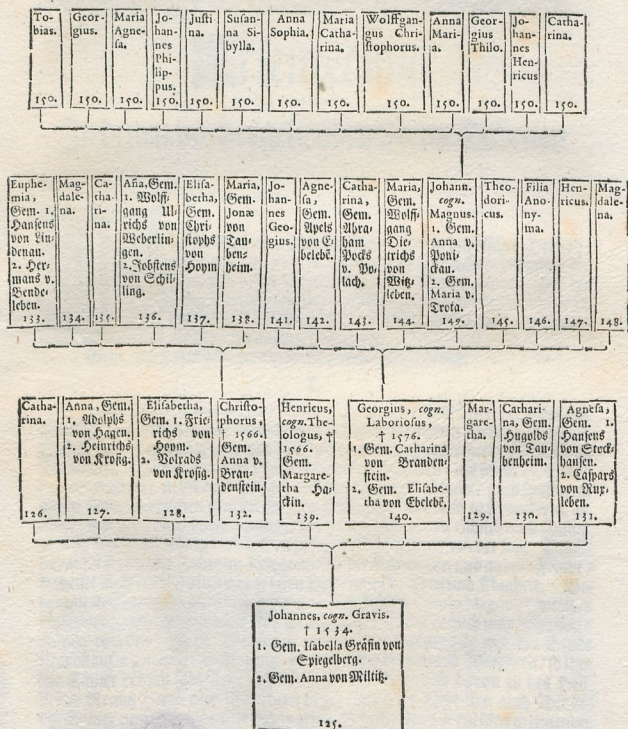 To-
bias.
150.
Geor-
gius.
150.
Maria
Agne-
sa.
150.
Jo-
han-
nes
Phi-
lip-
pus.
150.
Justi
na.
150.
Susan-
na Si-
bylla.
150.
Anna
Sophia.
150.
Maria
Catha-
rina.
150.
Wolffgan-
gus Chri-
stophorus.
150.
Anna
Mari-
a.
150.
Geor-
gius
Thilo.
150.
Jo-
han-
nes
Hen-
ricus
150.
Catha-
rina.
150.
Euphe-
mia,
Gem. 1.
Hansens
von Lin-
denau.
2. Her-
mans v.
Bende-
leben.
133.
Mag-
dale-
na.
134.
Ca-
tha-
ri-
na.
135.
Aña, Gem.
1. Wolff-
gang Ul-
richs von
Weberlin-
gen.
2. Jobstens
von Schil-
ling.
136.
Elisa-
betha,
Gem.
Chri-
stophs
von
Hoym
137.
Maria,
Gem.
Jonæ
von
Tau-
ben-
heim.
138.
Jo-
han-
nes
Geo-
gius.
141.
Agne-
sa,
Gem.
Apels
von E-
belebē.
142.
Catha-
rina,
Gem.
Abra-
ham
Pocks
v. Po-
lach.
143.
Maria,
Gem.
Wolff-
gang
Die-
trichs
von
Witz-
leben.
144.
Johann.
cogn.
Magnus.
1. Gem.
Anna v.
Poni-
ckau.
2. Gem.
Maria v.
Trota.
149.
Theo-
dori-
cus.
145.
Filia
Ano-
ny-
ma.
146.
Hen-
ricus.
147.
Mag-
dale-
na.
148.
Catha-
rina.
126.
Anna, Gem.
1. Adolphs
von Hagen.
2. Heinrichs
von Krosig.
127.
Elisabetha,
Gem. 1. Frie-
richs von
Hoym.
2. Volrads
von Krosig.
128.
Christo-
phorus,
† 1566.
Gem.
Anna v.
Bran-
denstein.
132.
Henricus,
cogn. The-
ologus, †
1566.
Gem.
Margare-
tha Ha-
ckin.
139.
Georgius, cogn.
Laboriosus,
† 1576.
1. Gem. Catharina
von Branden-
stein.
2. Gem. Elisabe-
tha von Ebelebē.
140.
Mar-
gare-
tha.
129.
Cathari-
na, Gem.
Hugolds
von Tau-
benheim.
130.
Agnesa,
Gem. 1.
Hansens
von Stock-
hausen.
2. Caspars
von Rux-
leben.
131.
Johannes, cogn. Gravis.
† 1534.
1. Gem. Isabella Gräfin von
Spiegelberg.
2. Gem. Anna von Miltitz.
125.